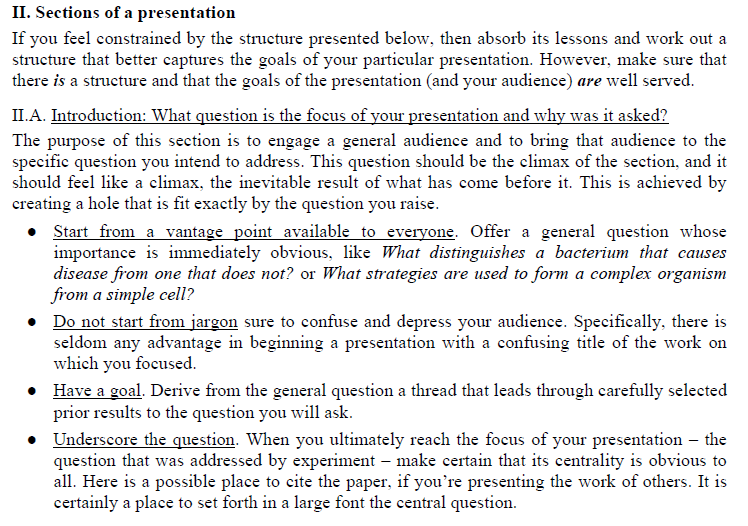 II. Sections of a presentation
If you feel constrained by the structure presented below, then absorb its lessons and work out a
structure that better captures the goals of your particular presentation. However, make sure that
there is a structure and that the goals of the presentation (and your audience) are well served.
II.A. Introduction: What question is the focus of your presentation and why was it asked?
The purpose of this section is to engage a general audience and to bring that audience to the
specific question you intend to address. This question should be the climax of the section, and it
should feel like a climax, the inevitable result of what has come before it. This is achieved by
creating a hole that is fit exactly by the question you raise.
• Start from a vantage point available to everyone. Offer a general question whose
importance is immediately obvious, like What distinguishes a bacterium that causes
disease from one that does not? or What strategies are used to form a complex organism
from a simple cell?
• Do not start from jargon sure to confuse and depress your audience. Specifically, there is
seldom any advantage in beginning a presentation with a confusing title of the work on
which you focused.
• Have a goal. Derive from the general question a thread that leads through carefully selected
prior results to the question you will ask.
• Underscore the question. When you ultimately reach the focus of your presentation – the
question that was addressed by experiment – make certain that its centrality is obvious to
all. Here is a possible place to cite the paper, if you're presenting the work of others. It is
certainly a place to set forth in a large font the central question.